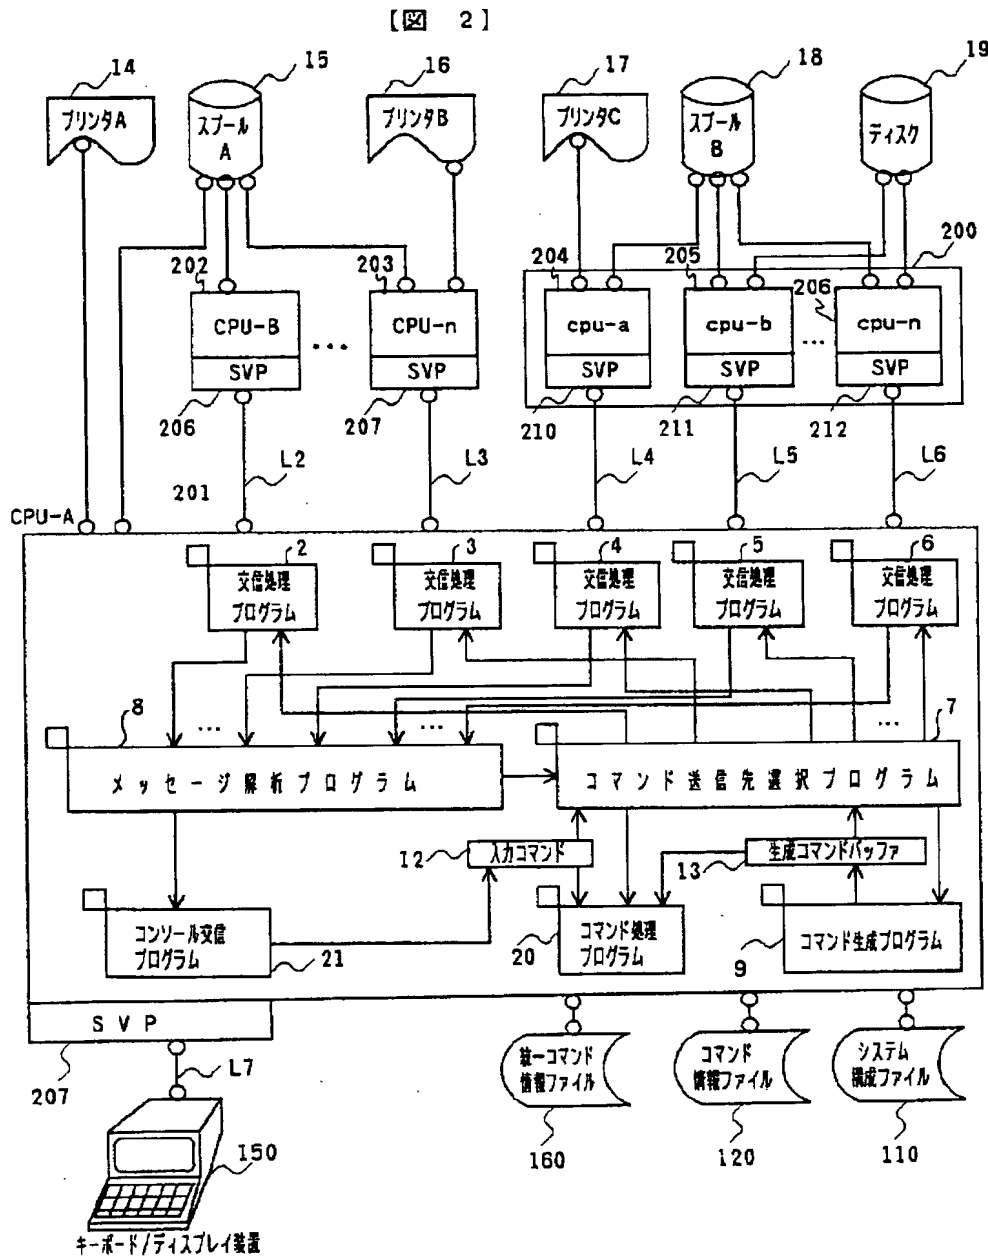 【図 2】
14
15
16
17
18
19
プリンタA
スプール
A
プリンタB
プリンタC
スプール
B
ディスク
202
203
204
205
200
206
CPU-B
SVP
...
CPU-n
SVP
cpu-a
SVP
cpu-b
SVP
...
cpu-n
SVP
206
207
210
211
212
L2
L3
L4
L5
L6
201
CPU-A
2
3
4
5
6
交信処理
プログラム
交信処理
プログラム
交信処理
プログラム
交信処理
プログラム
交信処理
プログラム
8
...
...
...
7
メッセージ解析プログラム
コマンド送信先選択プログラム
12
入力コマンド
13
生成コマンドバッファ
コンソール交信
プログラム
21
20
コマンド処理
プログラム
9
コマンド生成プログラム
SVP
207
L7
統一コマンド
情報ファイル
コマンド
情報ファイル
システム
構成ファイル
160
120
110
150
キーボード/ディスプレイ装置